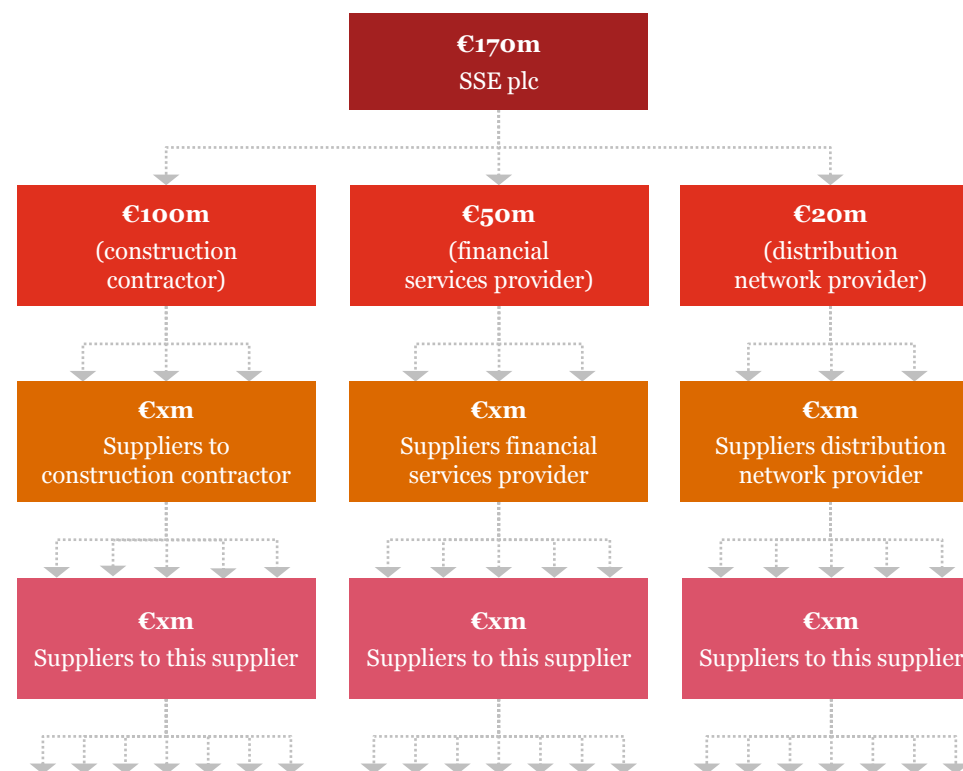 €170m
SSE plc
€100m
(construction
contractor)
€50m
(financial
services provider)
€20m
(distribution
network provider)
€xm
Suppliers to
construction contractor
€xm
Suppliers financial
services provider
€xm
Suppliers distribution
network provider
€xm
Suppliers to this supplier
€xm
Suppliers to this supplier
€xm
Suppliers to this supplier